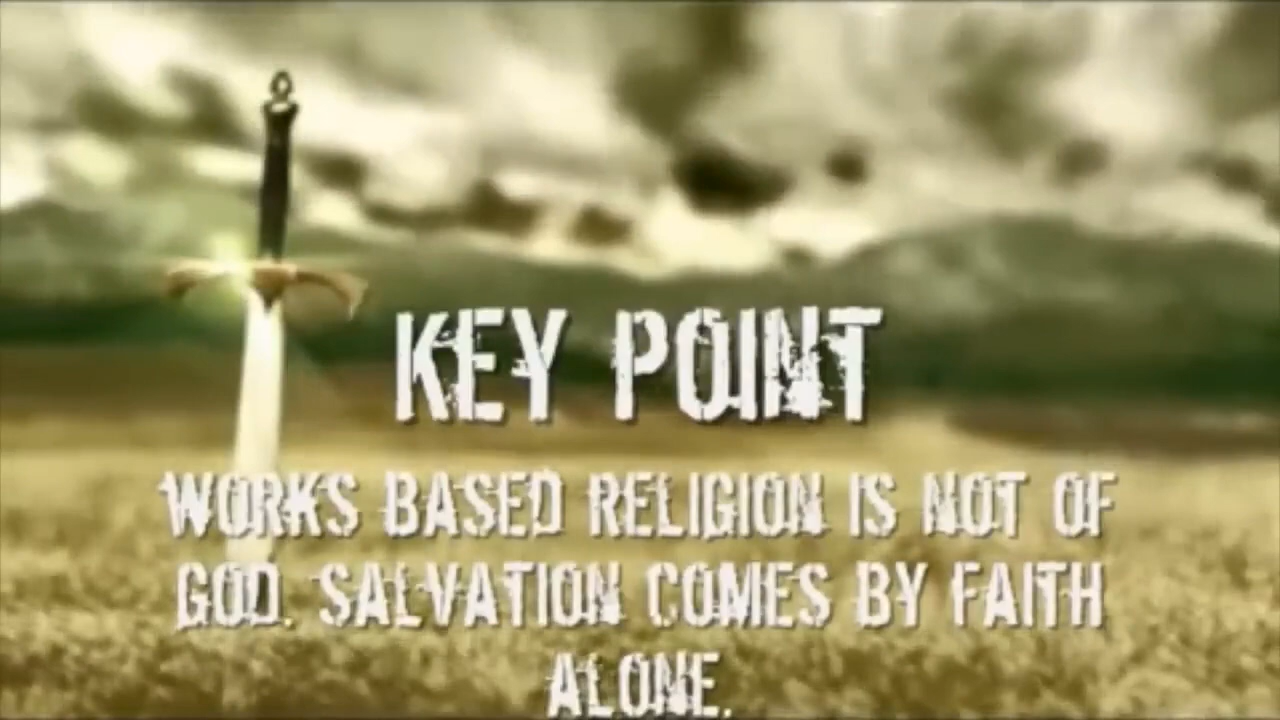 KEY POINT
WORKS BASED RELIGION IS NOT OF
GOD. SALVATION COMES BY FAITH
ALONE.